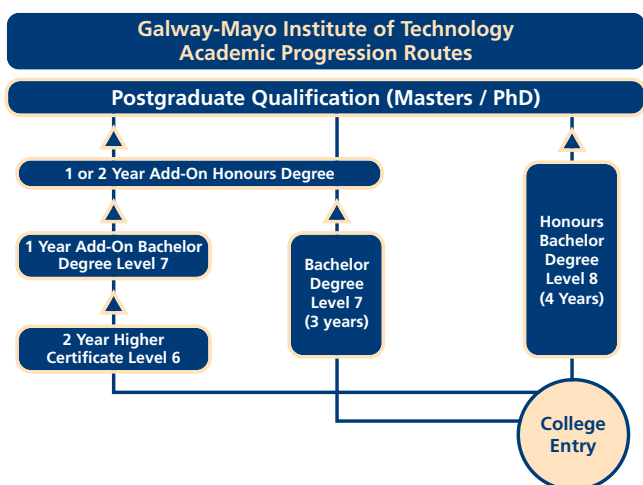 Galway-Mayo Institute of Technology
Academic Progression Routes
Postgraduate Qualification (Masters / PhD)
1 or 2 Year Add-On Honours Degree
1 Year Add-On Bachelor
Degree Level 7
2 Year Higher
Certificate Level 6
Bachelor
Degree
Level 7
(3 years)
Honours
Bachelor
Degree
Level 8
(4 Years)
College
Entry